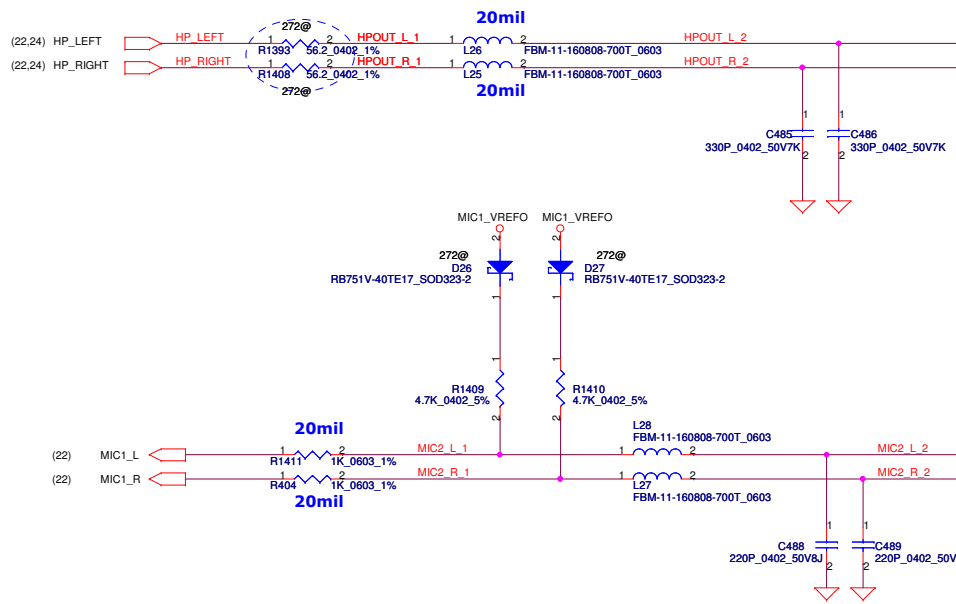 20mil
272@
(22,24) HP_LEFT HP_LEFT 1 2 HPOUT_L_1 1 2 HPOUT_L_2
R1393 56.2_0402_1% L26 FBM-11-160808-700T_0603
(22,24) HP_RIGHT HP_RIGHT 1 2 HPOUT_R_1 1 2 HPOUT_R_2
R1408 56.2_0402_1% L25 FBM-11-160808-700T_0603
272@ 20mil
1 1
C485 C486
330P_0402_50V7K 330P_0402_50V7K
2 2
MIC1_VREFO MIC1_VREFO
2 2
272@ 272@
D26 D27
RB751V-40TE17_SOD323-2 RB751V-40TE17_SOD323-2
1 1
1 1
R1409 R1410
4.7K_0402_5% 4.7K_0402_5%
2 2
20mil L28
FBM-11-160808-700T_0603
(22) MIC1_L 1 2 MIC2_L_1 1 2 MIC2_L_2
R1411 1K_0603_1%
(22) MIC1_R 1 2 MIC2_R_1 1 2 MIC2_R_2
R404 1K_0603_1% L27
20mil FBM-11-160808-700T_0603
1 1
C488 C489
220P_0402_50V8J 220P_0402_50V
2 2